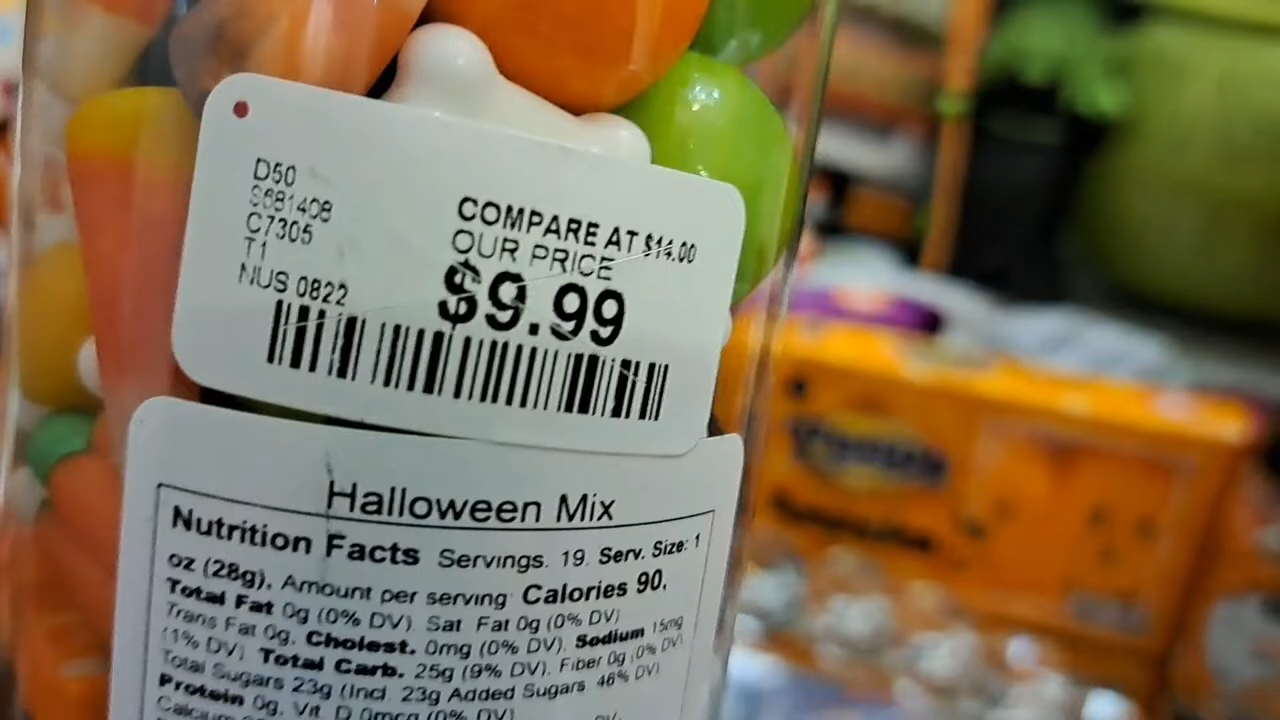 D50
S681408
C7305
T1
NUS 0822
COMPARE AT $14.00
OUR PRICE
$9.99
Halloween Mix
Nutrition Facts Servings. 19. Serv. Size: 1
oz (28g). Amount per serving: Calories 90.
Total Fat 0g (0% DV). Sat Fat 0g (0% DV)
Trans Fat 0g. Cholest. 0mg (0% DV). Sodium 15mg
(1% DV). Total Carb. 25g (9% DV). Fiber 0g (0% DV)
Total Sugars 23g (Incl 23g Added Sugars 46% DV)
Protein 0g. Vit. D 0mcg (0% DV)
Calcium